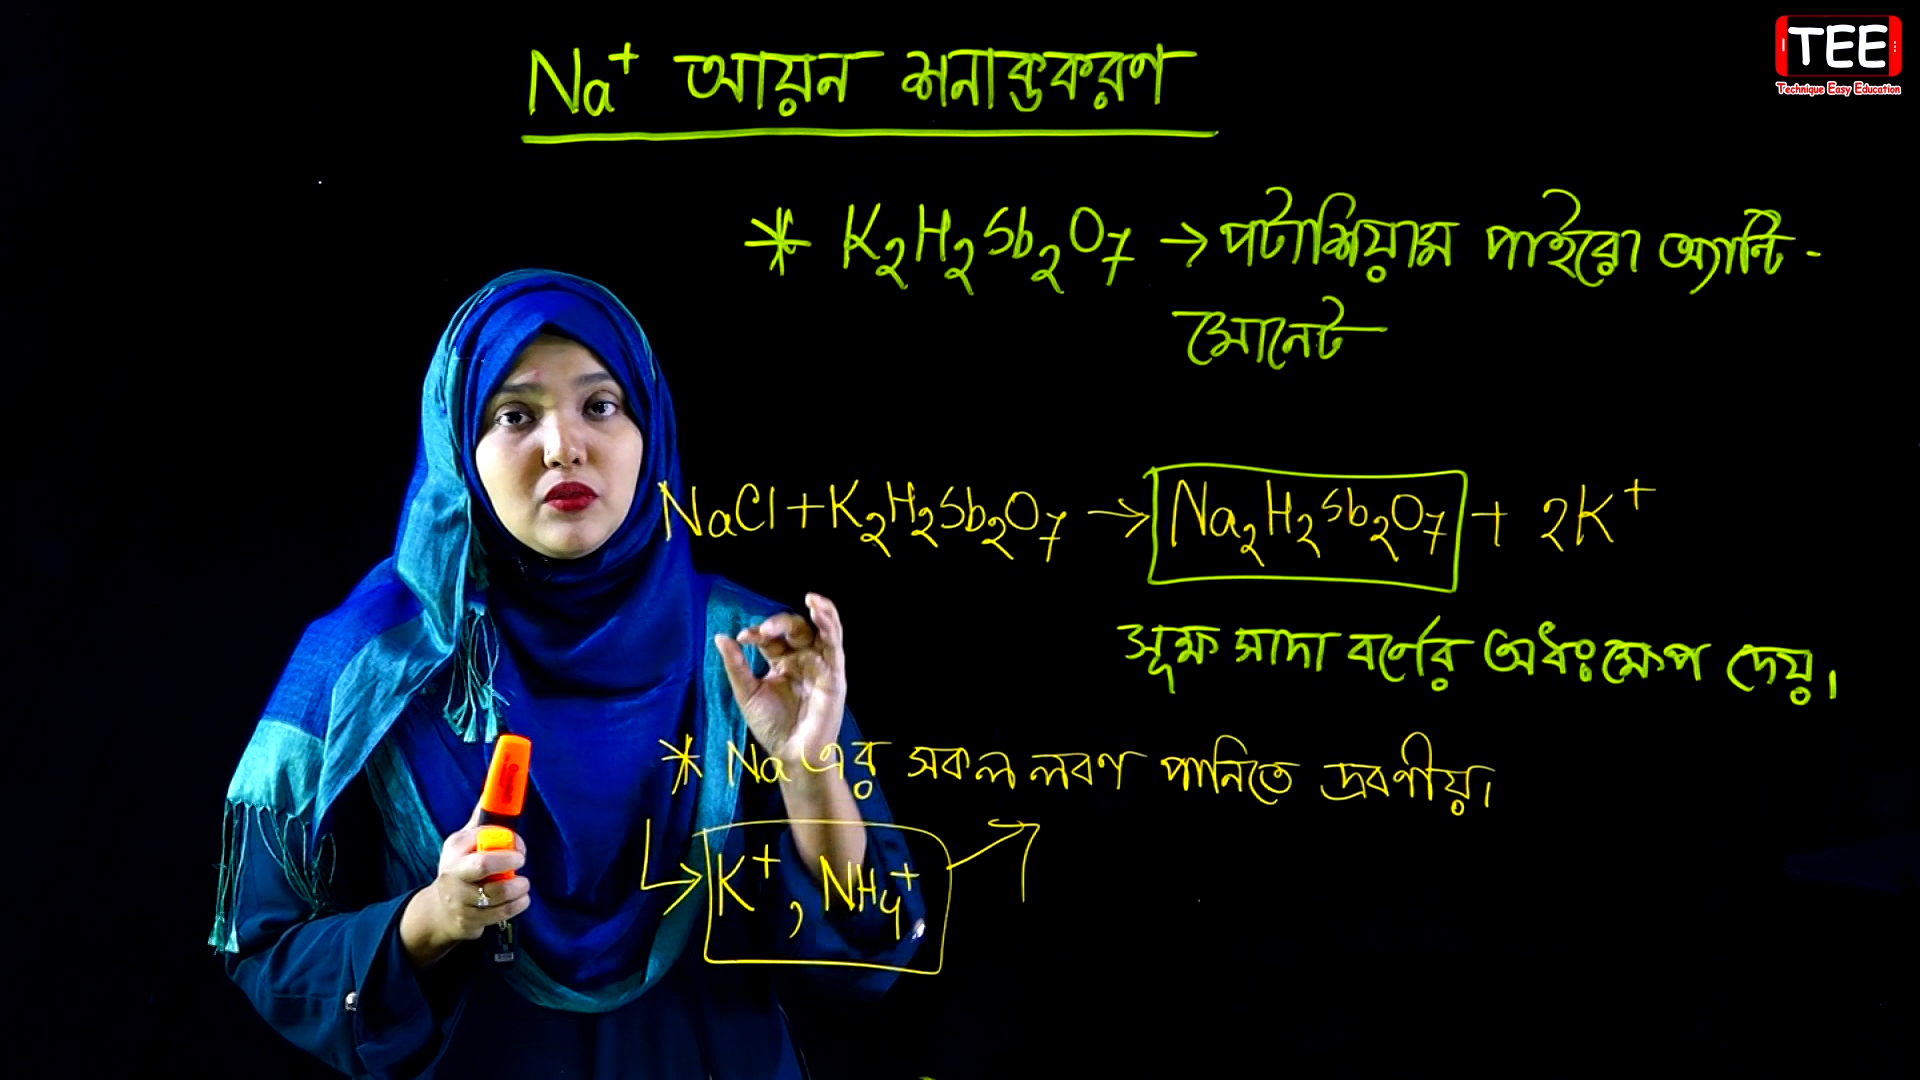 TEE
Technique Easy Education
Na⁺ আয়ন শনাক্তকরণ
* K₂H₂Sb₂O₇ → পটাশিয়াম পাইরো অ্যান্টি -
মোনেট
NaCl + K₂H₂Sb₂O₇ → Na₂H₂Sb₂O₇ + 2K⁺
সূক্ষ সাদা বর্ণের অধঃক্ষেপ দেয়।
* Na এর সকল লবণ পানিতে দ্রবণীয়।
K⁺, NH₄⁺